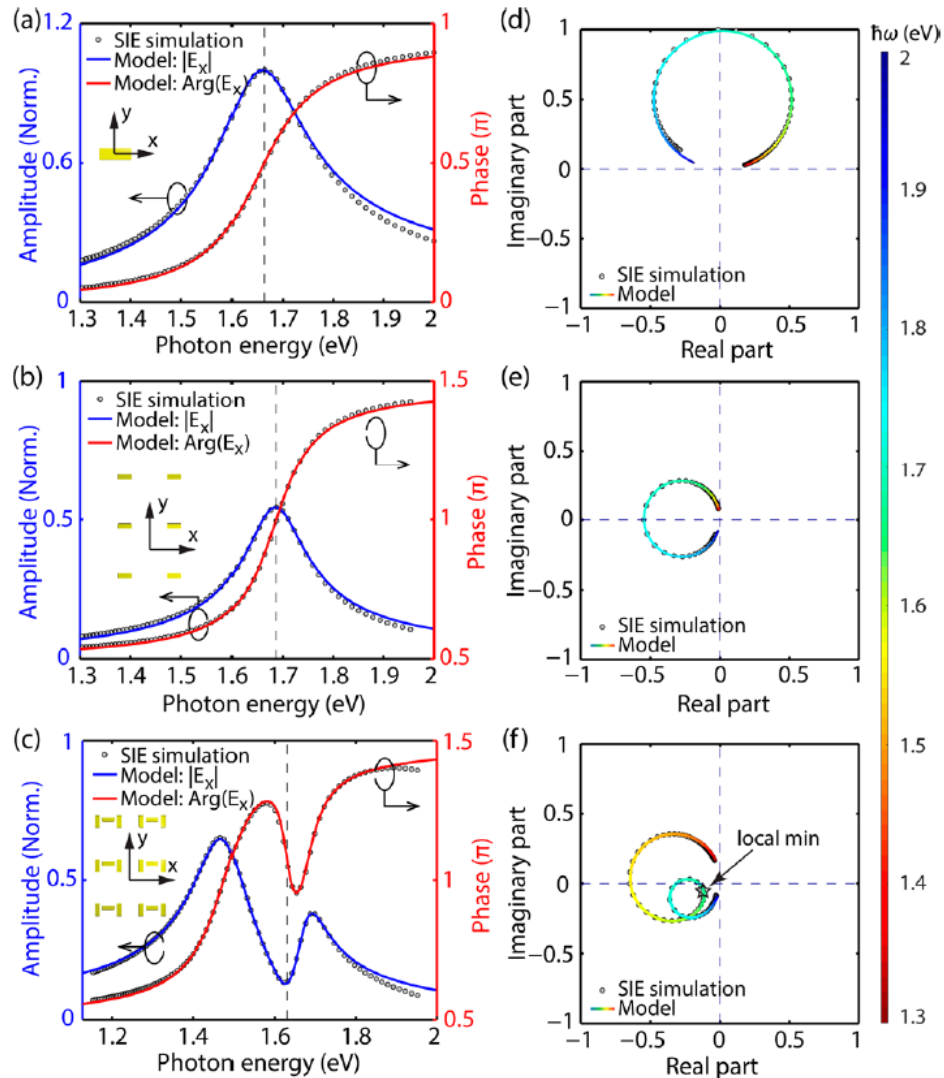 (a)
1.2
0.6
0
Amplitude (Norm.)
SIE simulation
Model: |Eₓ|
Model: Arg(Eₓ)
y
x
1
0.5
0
Phase (π)
1.3 1.4 1.5 1.6 1.7 1.8 1.9 2
Photon energy (eV)
(d)
1
0.5
0
−0.5
−1
Imaginary part
SIE simulation
Model
−1 −0.5 0 0.5 1
Real part
(b)
1
0.5
0
Amplitude (Norm.)
SIE simulation
Model: |Eₓ|
Model: Arg(Eₓ)
y
x
1.5
1
0.5
Phase (π)
1.3 1.4 1.5 1.6 1.7 1.8 1.9 2
Photon energy (eV)
(e)
1
0.5
0
−0.5
−1
Imaginary part
SIE simulation
Model
−1 −0.5 0 0.5 1
Real part
(c)
1
0.5
0
Amplitude (Norm.)
SIE simulation
Model: |Eₓ|
Model: Arg(Eₓ)
y
x
1.5
1
0.5
Phase (π)
1.2 1.4 1.6 1.8 2
Photon energy (eV)
(f)
1
0.5
0
−0.5
−1
Imaginary part
local min
SIE simulation
Model
−1 −0.5 0 0.5 1
Real part
ħω (eV)
2
1.9
1.8
1.7
1.6
1.5
1.4
1.3